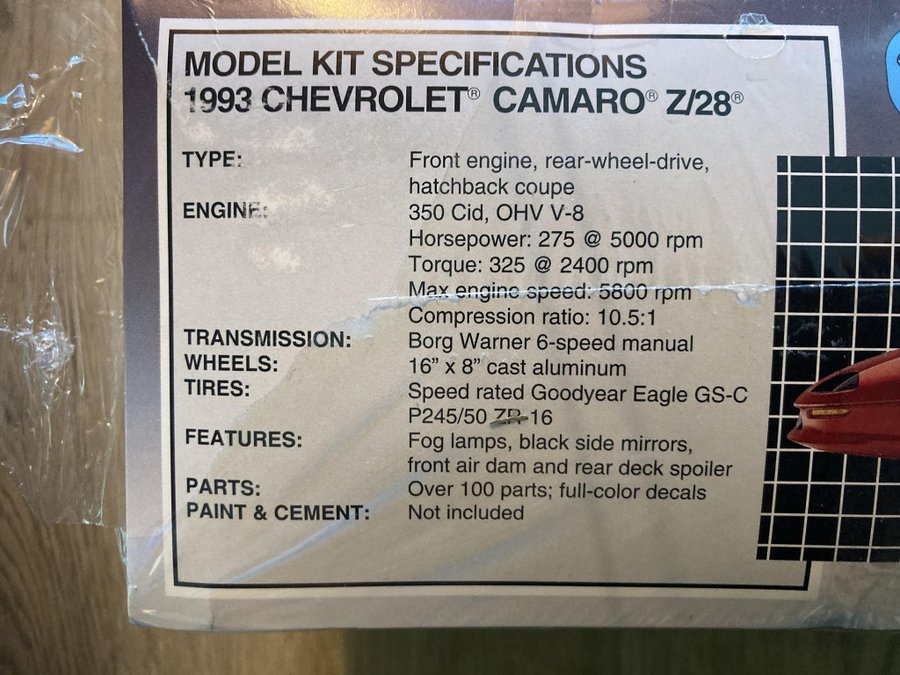 MODEL KIT SPECIFICATIONS
1993 CHEVROLET® CAMARO® Z/28®
TYPE: Front engine, rear-wheel-drive,
hatchback coupe
ENGINE: 350 Cid, OHV V-8
Horsepower: 275 @ 5000 rpm
Torque: 325 @ 2400 rpm
Max engine speed: 5800 rpm
Compression ratio: 10.5:1
TRANSMISSION: Borg Warner 6-speed manual
WHEELS: 16” x 8” cast aluminum
TIRES: Speed rated Goodyear Eagle GS-C
P245/50 ZR-16
FEATURES: Fog lamps, black side mirrors,
front air dam and rear deck spoiler
PARTS: Over 100 parts; full-color decals
PAINT & CEMENT: Not included